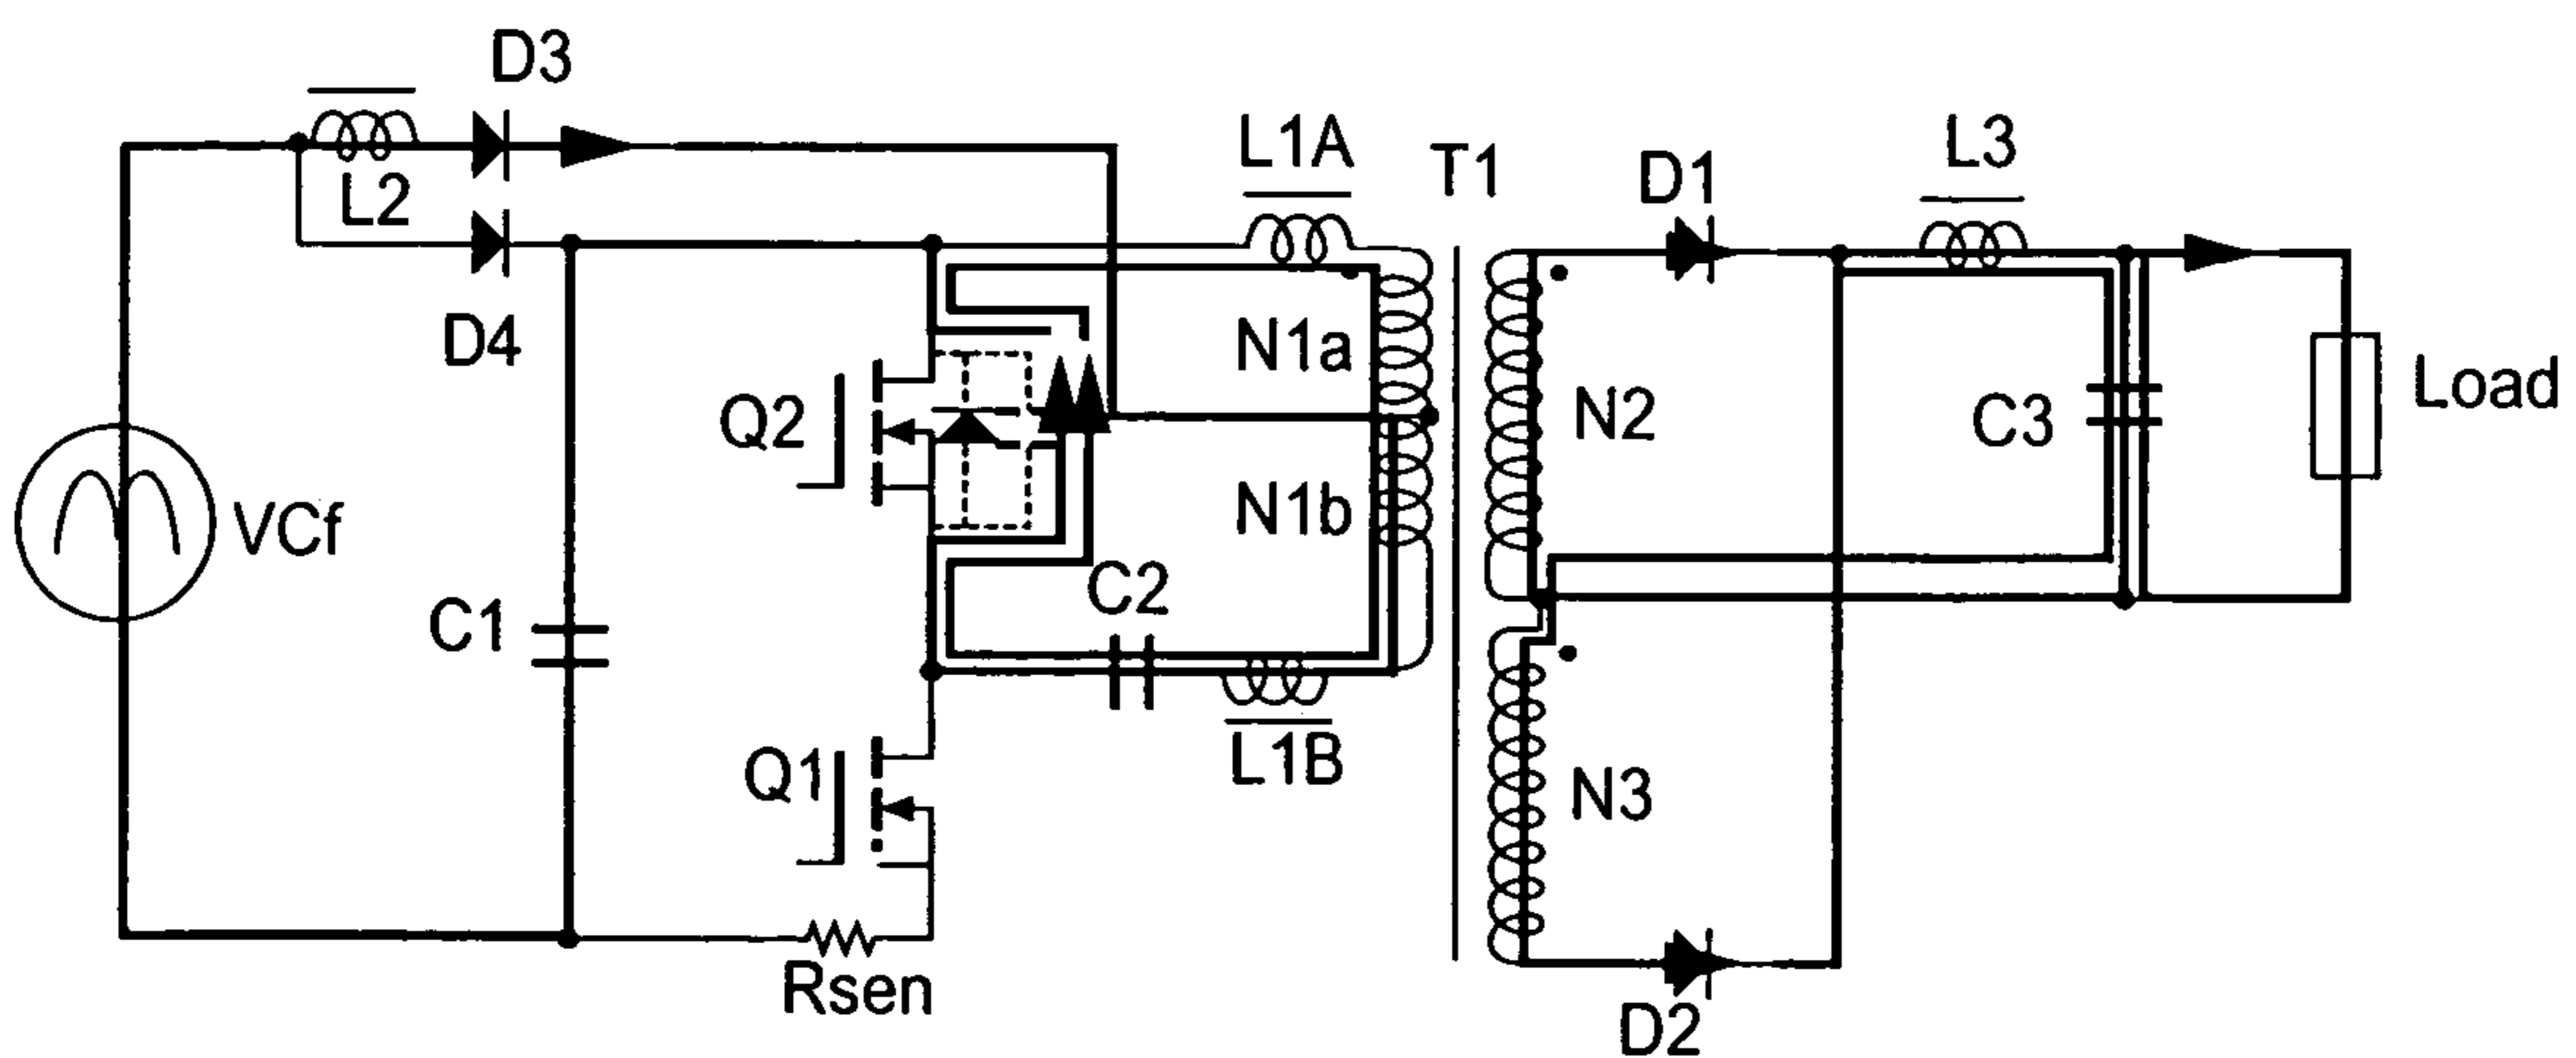 D3
L2
D4
L1A
T1
D1
L3
N1a
N1b
Q2
N2
C3
Load
VCf
C1
C2
L1B
Q1
N3
Rsen
D2